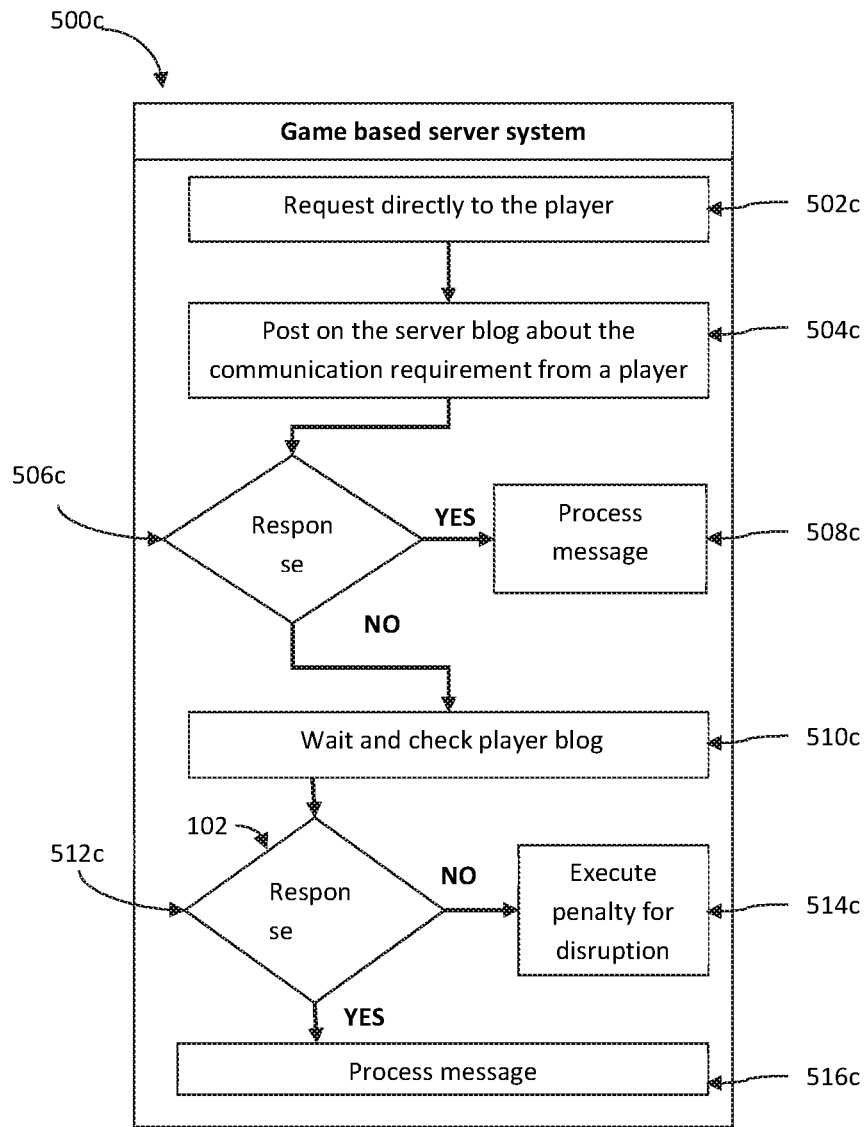 500c
Game based server system
Request directly to the player
502c
Post on the server blog about the
communication requirement from a player
504c
506c
Respon
se
YES
Process
message
508c
NO
Wait and check player blog
510c
102
512c
Respon
se
NO
Execute
penalty for
disruption
514c
YES
Process message
516c